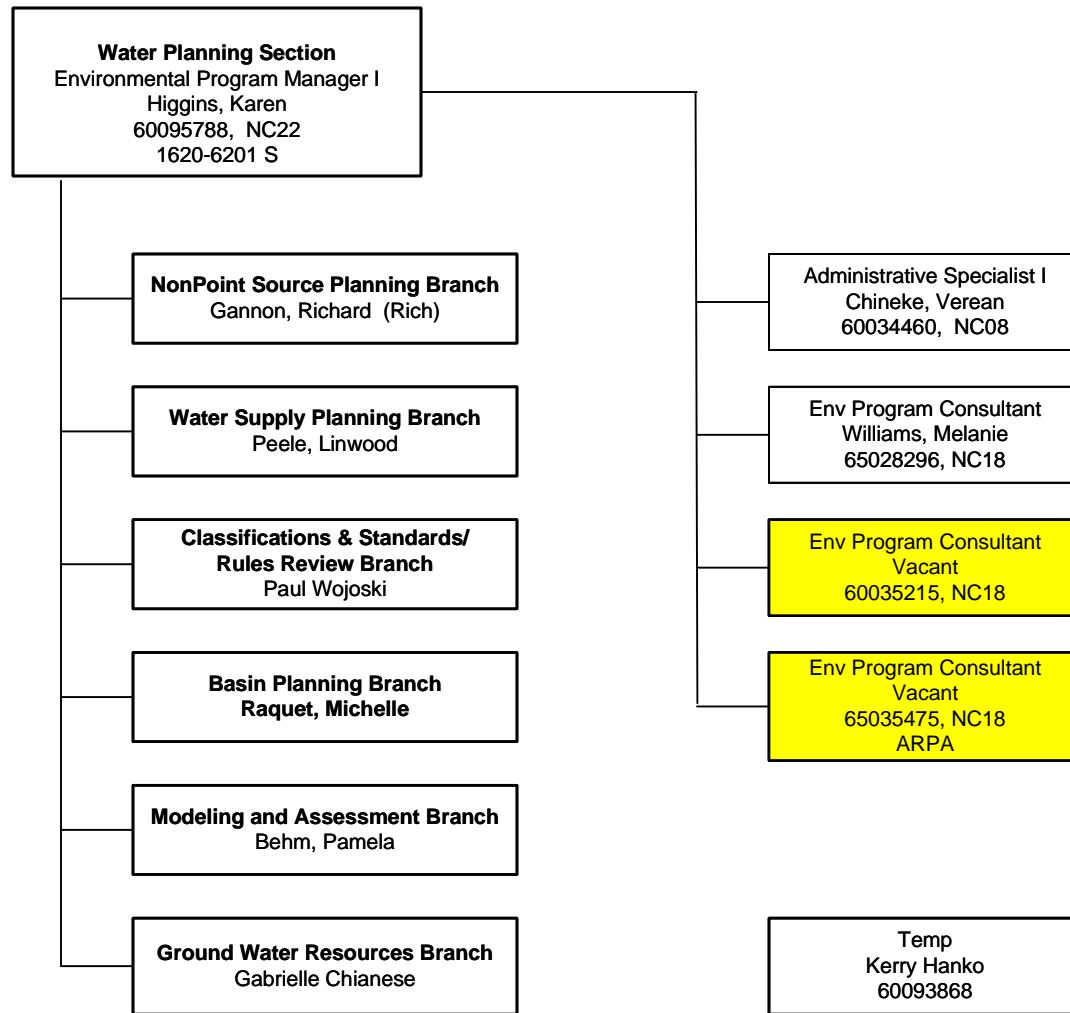 Water Planning Section
Environmental Program Manager I
Higgins, Karen
60095788, NC22
1620-6201 S
NonPoint Source Planning Branch
Gannon, Richard (Rich)
Water Supply Planning Branch
Peele, Linwood
Classifications & Standards/
Rules Review Branch
Paul Wojoski
Basin Planning Branch
Raquet, Michelle
Modeling and Assessment Branch
Behm, Pamela
Ground Water Resources Branch
Gabrielle Chianese
Administrative Specialist I
Chineke, Verean
60034460, NC08
Env Program Consultant
Williams, Melanie
65028296, NC18
Env Program Consultant
Vacant
60035215, NC18
Env Program Consultant
Vacant
65035475, NC18
ARPA
Temp
Kerry Hanko
60093868